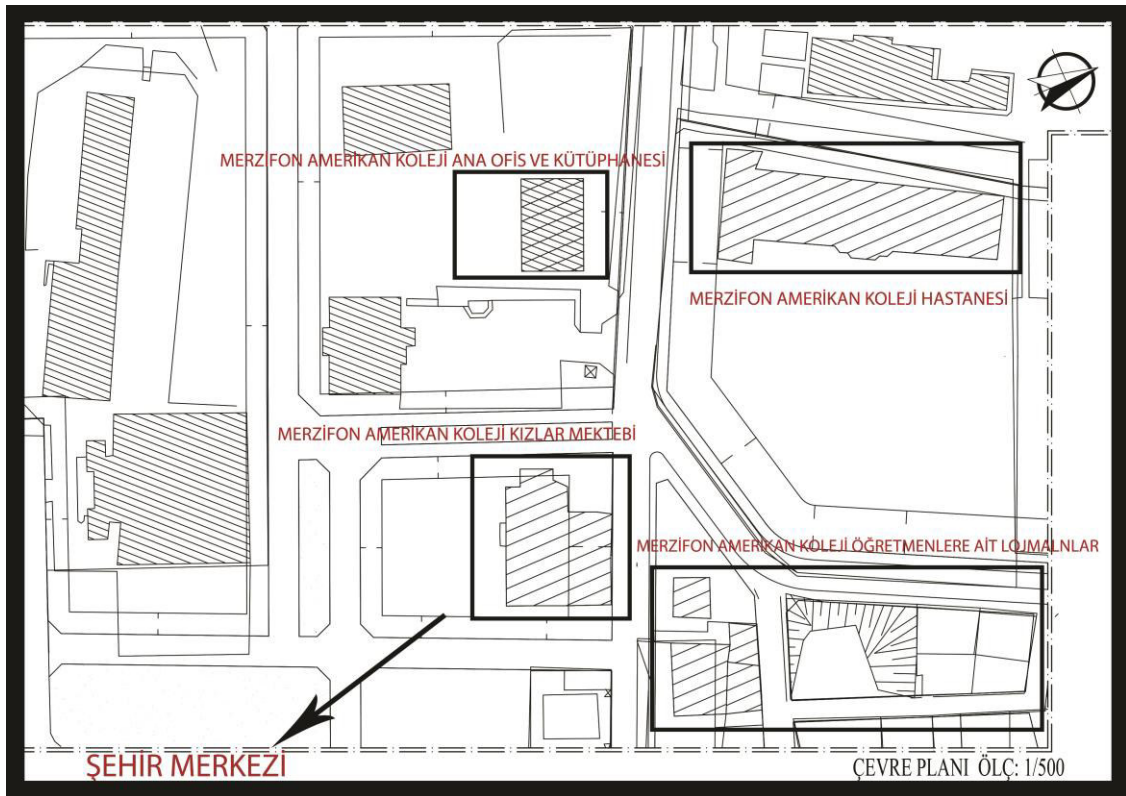 MERZİFON AMERİKAN KOLEJİ ANA OFİS VE KÜTÜPHANESİ
MERZİFON AMERİKAN KOLEJİ HASTANESİ
MERZİFON AMERİKAN KOLEJİ KIZLAR MEKTEBİ
MERZİFON AMERİKAN KOLEJİ ÖĞRETMENLERE AİT LOJMALNLAR
ŞEHİR MERKEZİ
ÇEVRE PLANI ÖLÇ: 1/500